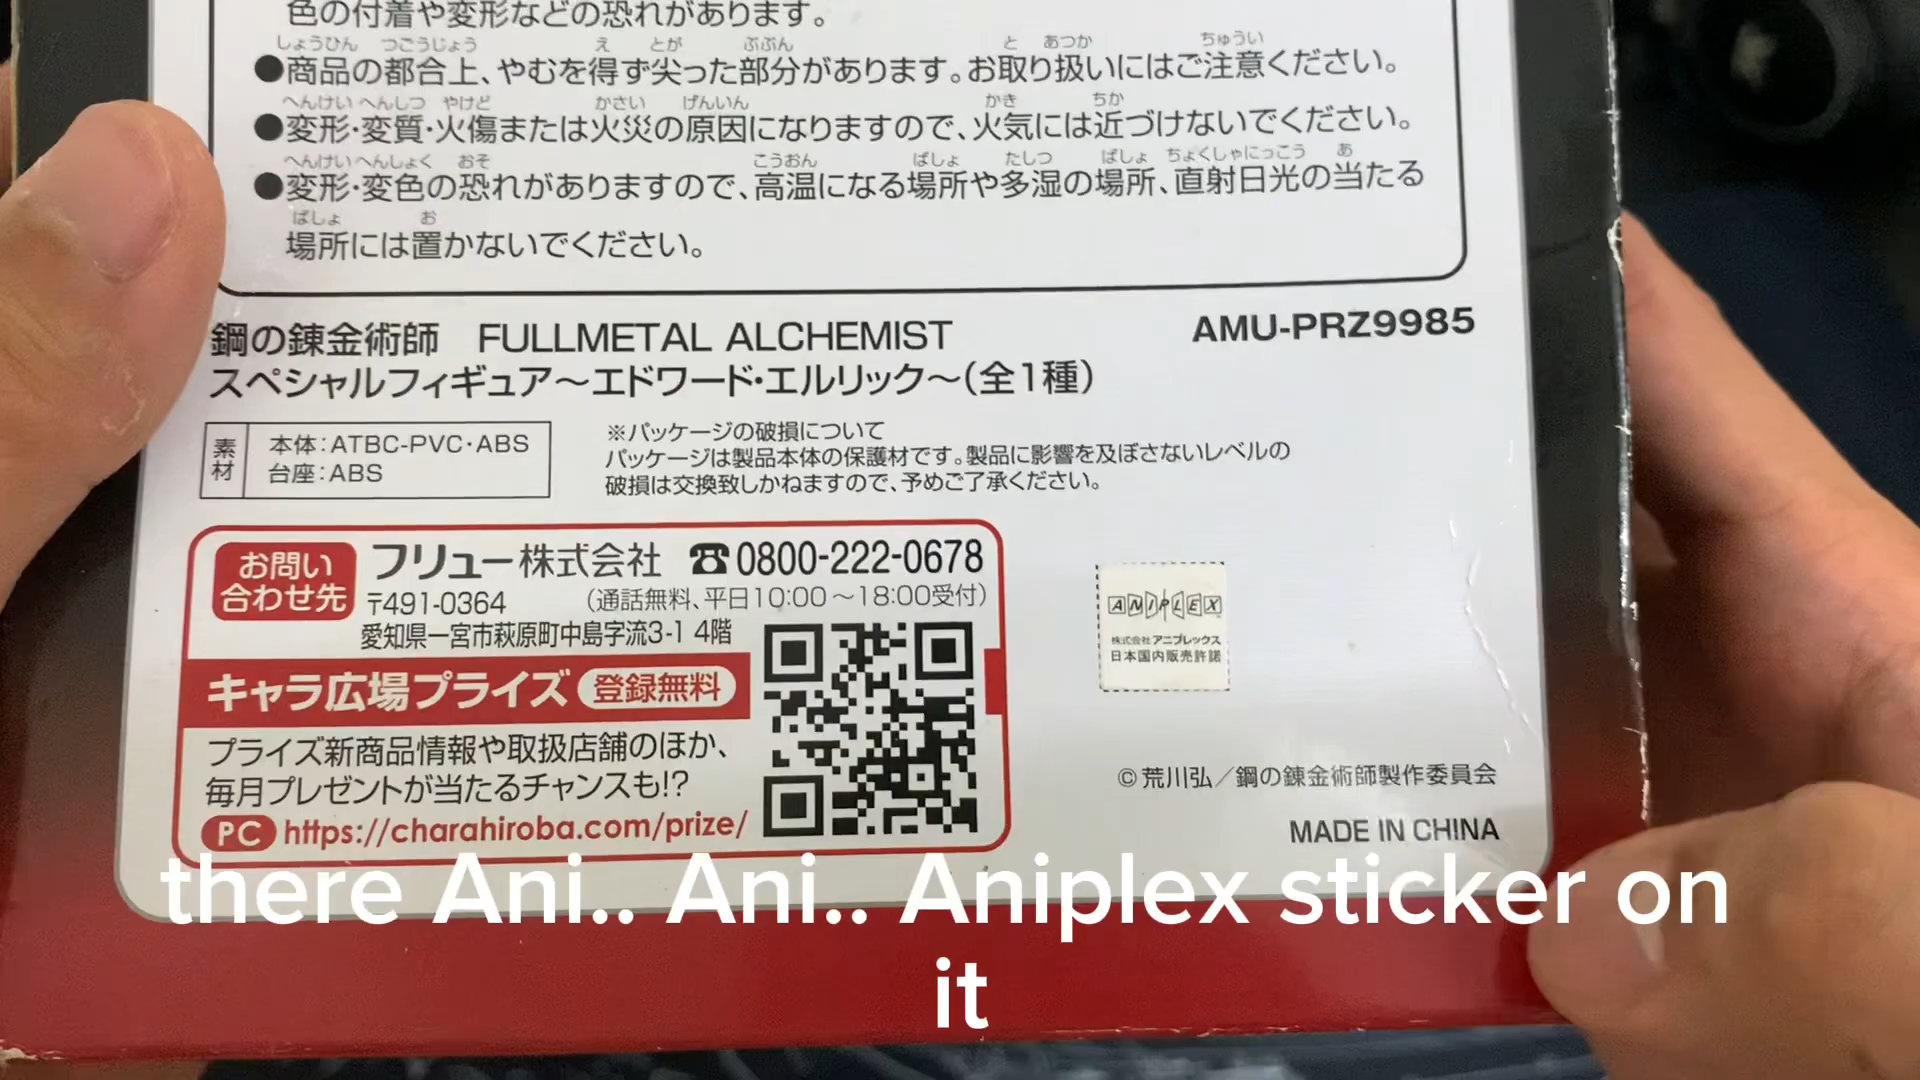 色の付着や変形などの恐れがあります。
しょうひん つごうじょう え とが ぶぶん と あつか ちゅうい
●商品の都合上、やむを得ず尖った部分があります。お取り扱いにはご注意ください。
へんけい へんしつ やけど かさい げんいん かき ちか
●変形・変質・火傷または火災の原因になりますので、火気には近づけないでください。
へんけい へんしょく おそ こうおん ばしょ たしつ ばしょ ちょくしゃにっこう あ
●変形・変色の恐れがありますので、高温になる場所や多湿の場所、直射日光の当たる
ばしょ お
場所には置かないでください。
鋼の錬金術師 FULLMETAL ALCHEMIST
AMU-PRZ9985
スペシャルフィギュア～エドワード・エルリック～（全1種）
素材
本体：ATBC-PVC・ABS
台座：ABS
※パッケージの破損について
パッケージは製品本体の保護材です。製品に影響を及ぼさないレベルの
破損は交換致しかねますので、予めご了承ください。
お問い
合わせ先
フリュー株式会社 ☎0800-222-0678
〒491-0364 （通話無料、平日10:00～18:00受付）
愛知県一宮市萩原町中島字流3-1 4階
キャラ広場プライズ 登録無料
プライズ新商品情報や取扱店舗のほか、
毎月プレゼントが当たるチャンスも!?
PC https://charahiroba.com/prize/
ANIPLEX
株式会社アニプレックス
日本国内販売許諾
©荒川弘／鋼の錬金術師製作委員会
MADE IN CHINA
there Ani.. Ani.. Aniplex sticker on
it